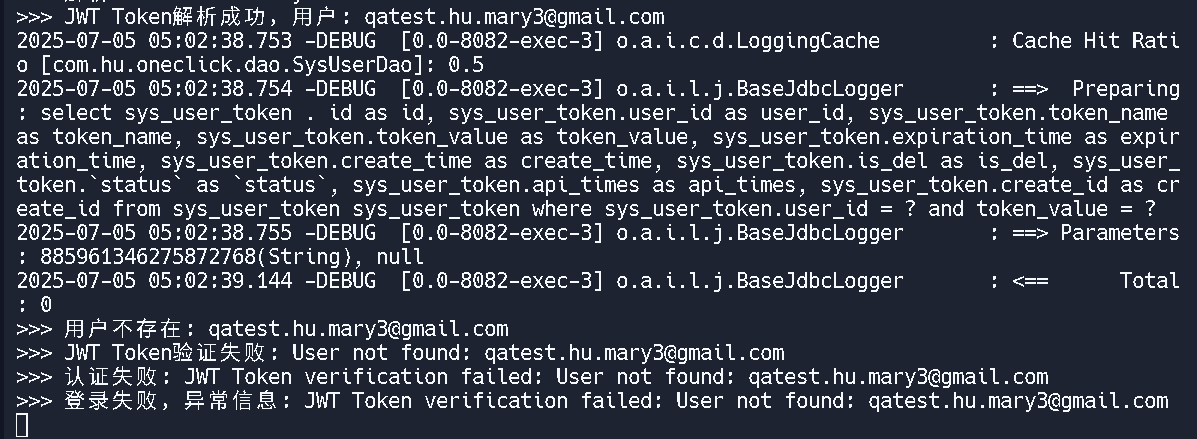 >>> JWT Token解析成功，用户: qatest.hu.mary3@gmail.com
2025-07-05 05:02:38.753 -DEBUG  [0.0-8082-exec-3] o.a.i.c.d.LoggingCache         : Cache Hit Rati
o [com.hu.oneclick.dao.SysUserDao]: 0.5
2025-07-05 05:02:38.754 -DEBUG  [0.0-8082-exec-3] o.a.i.l.j.BaseJdbcLogger       : ==>  Preparing
: select sys_user_token . id as id, sys_user_token.user_id as user_id, sys_user_token.token_name
as token_name, sys_user_token.token_value as token_value, sys_user_token.expiration_time as expir
ation_time, sys_user_token.create_time as create_time, sys_user_token.is_del as is_del, sys_user_
token.`status` as `status`, sys_user_token.api_times as api_times, sys_user_token.create_id as cr
eate_id from sys_user_token sys_user_token where sys_user_token.user_id = ? and token_value = ?
2025-07-05 05:02:38.755 -DEBUG  [0.0-8082-exec-3] o.a.i.l.j.BaseJdbcLogger       : ==> Parameters
: 885961346275872768(String), null
2025-07-05 05:02:39.144 -DEBUG  [0.0-8082-exec-3] o.a.i.l.j.BaseJdbcLogger       : <==      Total
: 0
>>> 用户不存在: qatest.hu.mary3@gmail.com
>>> JWT Token验证失败: User not found: qatest.hu.mary3@gmail.com
>>> 认证失败: JWT Token verification failed: User not found: qatest.hu.mary3@gmail.com
>>> 登录失败，异常信息: JWT Token verification failed: User not found: qatest.hu.mary3@gmail.com